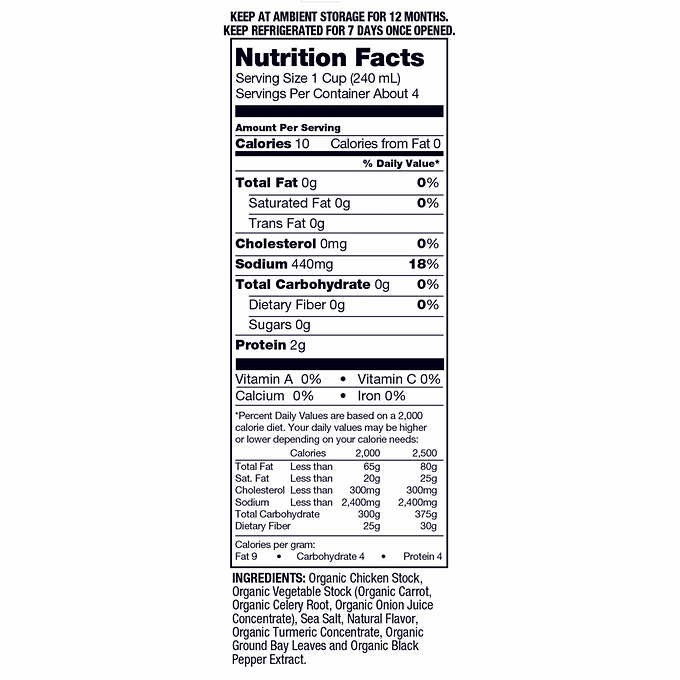 KEEP AT AMBIENT STORAGE FOR 12 MONTHS.
KEEP REFRIGERATED FOR 7 DAYS ONCE OPENED.
Nutrition Facts
Serving Size 1 Cup (240 mL)
Servings Per Container About 4
Amount Per Serving
Calories 10 Calories from Fat 0
% Daily Value*
Total Fat 0g 0%
Saturated Fat 0g 0%
Trans Fat 0g
Cholesterol 0mg 0%
Sodium 440mg 18%
Total Carbohydrate 0g 0%
Dietary Fiber 0g 0%
Sugars 0g
Protein 2g
Vitamin A 0% • Vitamin C 0%
Calcium 0% • Iron 0%
*Percent Daily Values are based on a 2,000
calorie diet. Your daily values may be higher
or lower depending on your calorie needs:
Calories 2,000 2,500
Total Fat Less than 65g 80g
Sat. Fat Less than 20g 25g
Cholesterol Less than 300mg 300mg
Sodium Less than 2,400mg 2,400mg
Total Carbohydrate 300g 375g
Dietary Fiber 25g 30g
Calories per gram:
Fat 9 • Carbohydrate 4 • Protein 4
INGREDIENTS: Organic Chicken Stock,
Organic Vegetable Stock (Organic Carrot,
Organic Celery Root, Organic Onion Juice
Concentrate), Sea Salt, Natural Flavor,
Organic Turmeric Concentrate, Organic
Ground Bay Leaves and Organic Black
Pepper Extract.